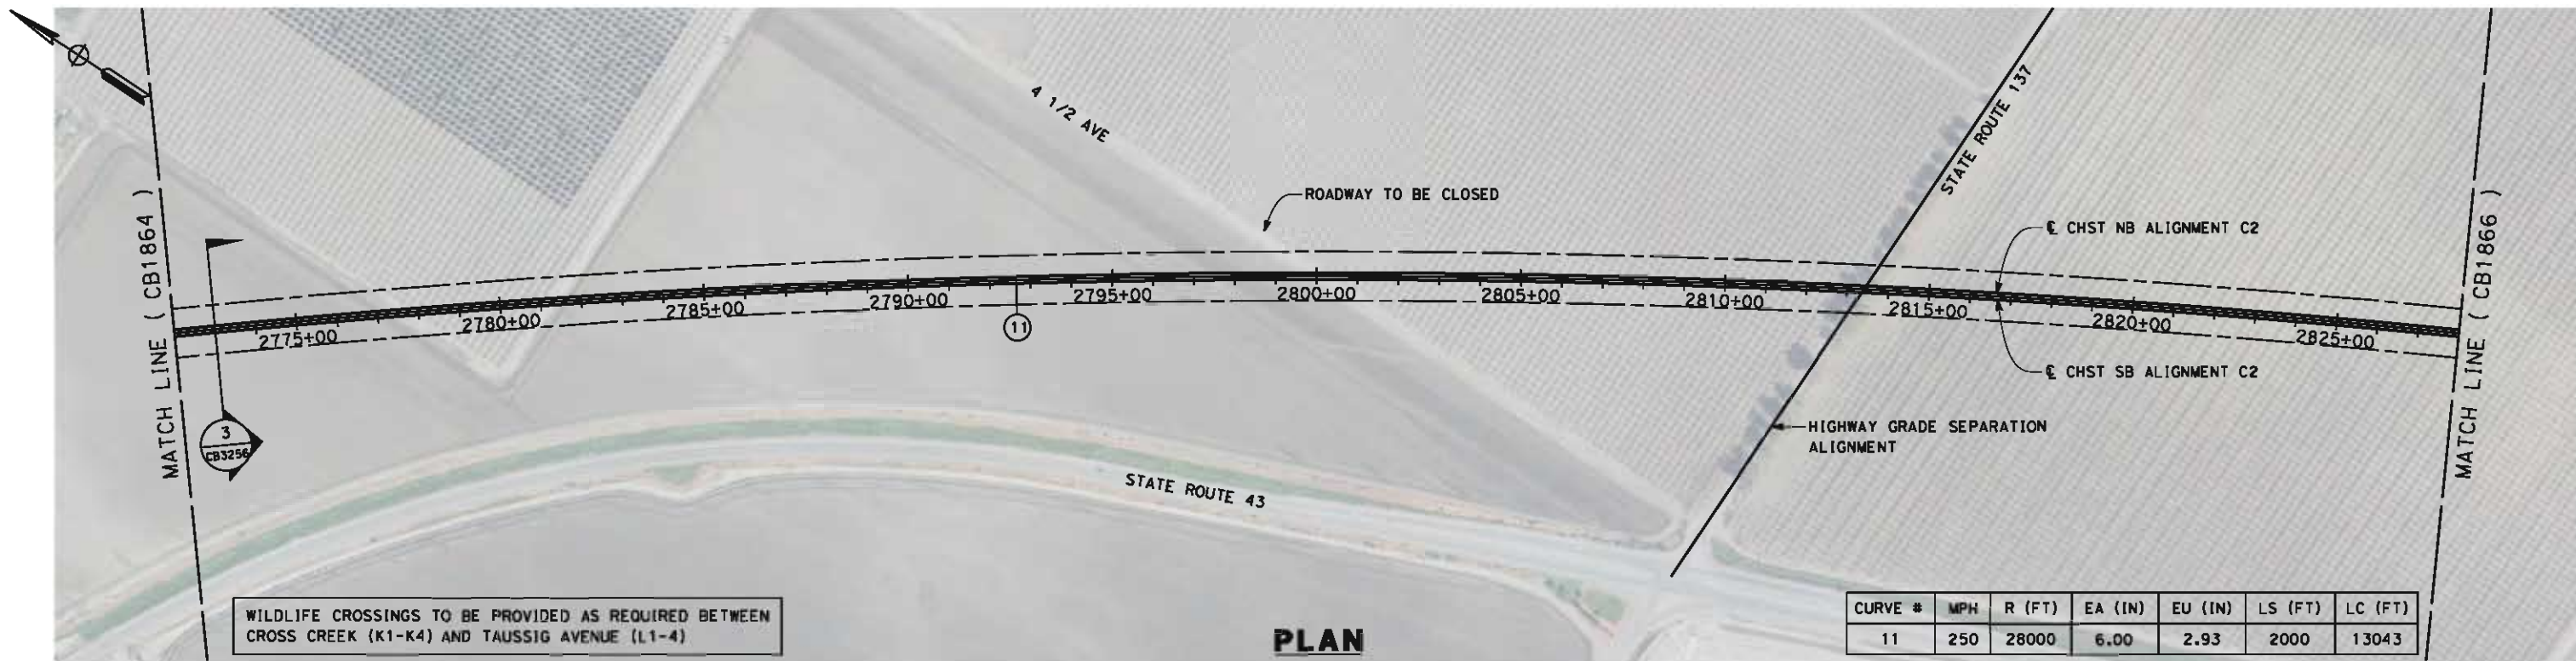 4 1/2 AVE
STATE ROUTE 137
ROADWAY TO BE CLOSED
MATCH LINE ( CB1864 )
℄ CHST NB ALIGNMENT C2
MATCH LINE ( CB1866 )
2775+00
2780+00
2785+00
2790+00
2795+00
2800+00
2805+00
2810+00
2815+00
2820+00
2825+00
11
℄ CHST SB ALIGNMENT C2
3
CB3256
HIGHWAY GRADE SEPARATION
ALIGNMENT
STATE ROUTE 43
WILDLIFE CROSSINGS TO BE PROVIDED AS REQUIRED BETWEEN
CROSS CREEK (K1-K4) AND TAUSSIG AVENUE (L1-4)
PLAN
CURVE # MPH R (FT) EA (IN) EU (IN) LS (FT) LC (FT)
11 250 28000 6.00 2.93 2000 13043